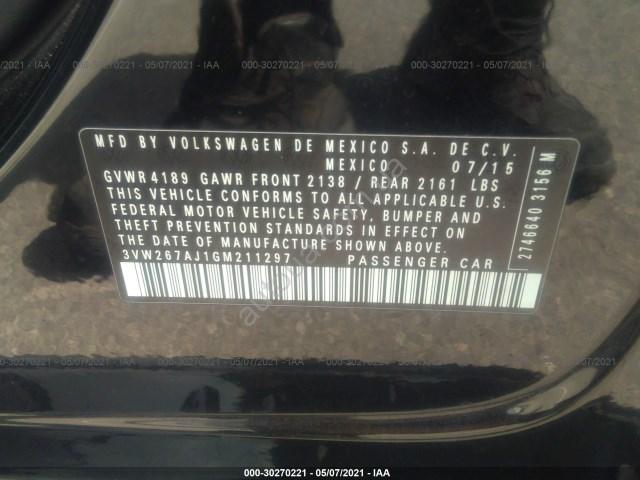 000-30270221 - 05/07/2021 - IAA
MFD BY VOLKSWAGEN DE MEXICO S.A. DE C.V.
MEXICO 07/15
GVWR 4189 GAWR FRONT 2138 / REAR 2161 LBS
THIS VEHICLE CONFORMS TO ALL APPLICABLE U.S.
FEDERAL MOTOR VEHICLE SAFETY, BUMPER AND
THEFT PREVENTION STANDARDS IN EFFECT ON
THE DATE OF MANUFACTURE SHOWN ABOVE
3VW267AJ1GM211297 PASSENGER CAR
2746640 3156 M
000-30270221 - 05/07/2021 - IAA